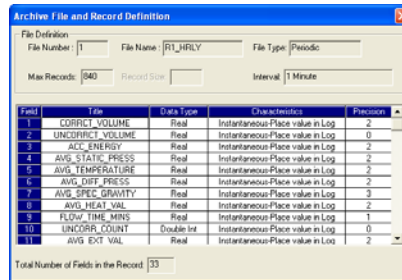 Archive File and Record Definition
File Definition
File Number: 1 File Name: R1_HRLY File Type: Periodic
Max Records: 840 Record Size: Interval: 1 Minute
Field Title Data Type Characteristics Precision
1 CORRCT_VOLUME Real Instantaneous-Place value in Log 2
2 UNCORRCT_VOLUME Real Instantaneous-Place value in Log 0
3 ACC_ENERGY Real Instantaneous-Place value in Log 2
4 AVG_STATIC_PRESS Real Instantaneous-Place value in Log 2
5 AVG_TEMPERATURE Real Instantaneous-Place value in Log 2
6 AVG_DIFF_PRESS Real Instantaneous-Place value in Log 2
7 AVG_SPEC_GRAVITY Real Instantaneous-Place value in Log 3
8 AVG_HEAT_VAL Real Instantaneous-Place value in Log 2
9 FLOW_TIME_MINS Real Instantaneous-Place value in Log 1
10 UNCORR_COUNT Double Int Instantaneous-Place value in Log 0
11 AVG_EXT_VAL Real Instantaneous-Place value in Log 2
Total Number of Fields in the Record: 33